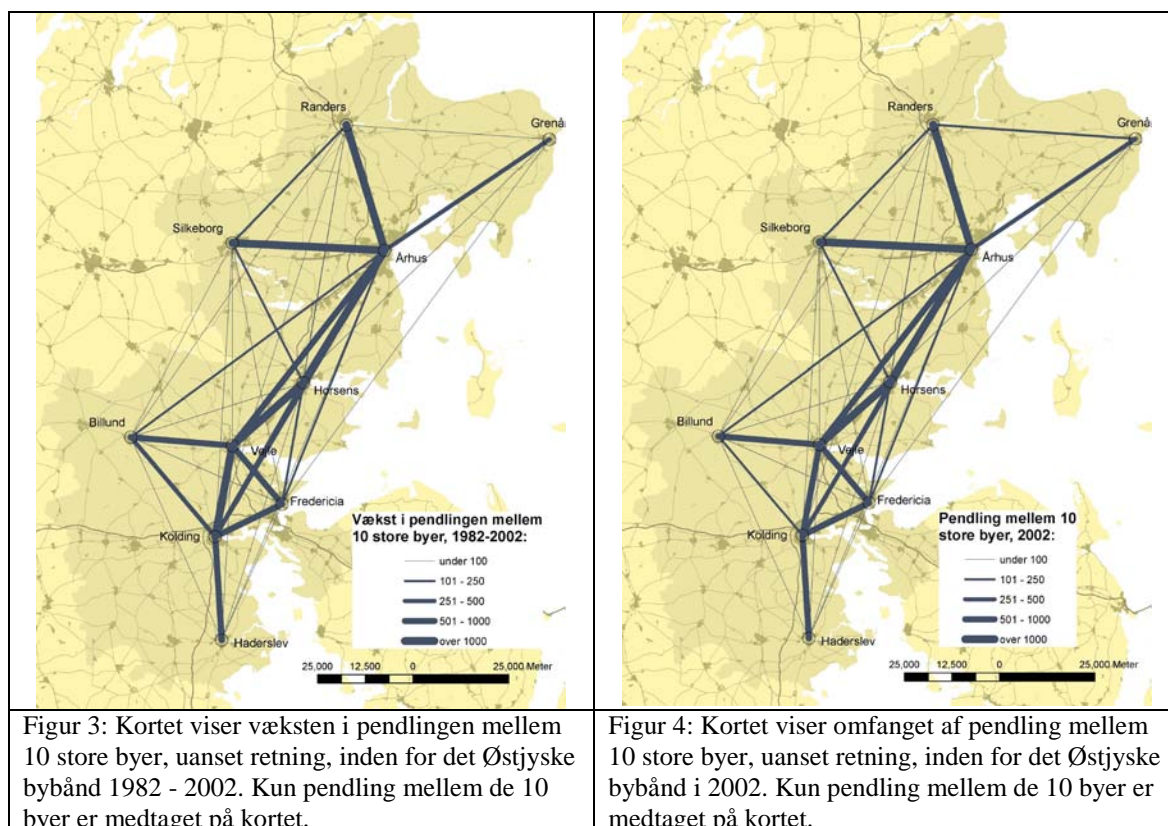 Randers
Grenå
Silkeborg
Århus
Horsens
Billund
Vejle
Fredericia
Kolding
Haderslev
Vækst i pendlingen mellem
10 store byer, 1982-2002:
under 100
101 - 250
251 - 500
501 - 1000
over 1000
25,000 12,500 0 25,000 Meter
Figur 3: Kortet viser væksten i pendlingen mellem
10 store byer, uanset retning, inden for det Østjyske
bybånd 1982 - 2002. Kun pendling mellem de 10
byer er medtaget på kortet.
Randers
Grenå
Silkeborg
Århus
Horsens
Billund
Vejle
Fredericia
Kolding
Haderslev
Pendling mellem 10
store byer, 2002:
under 100
101 - 250
251 - 500
501 - 1000
over 1000
25,000 12,500 0 25,000 Meter
Figur 4: Kortet viser omfanget af pendling mellem
10 store byer, uanset retning, inden for det Østjyske
bybånd i 2002. Kun pendling mellem de 10 byer er
medtaget på kortet.